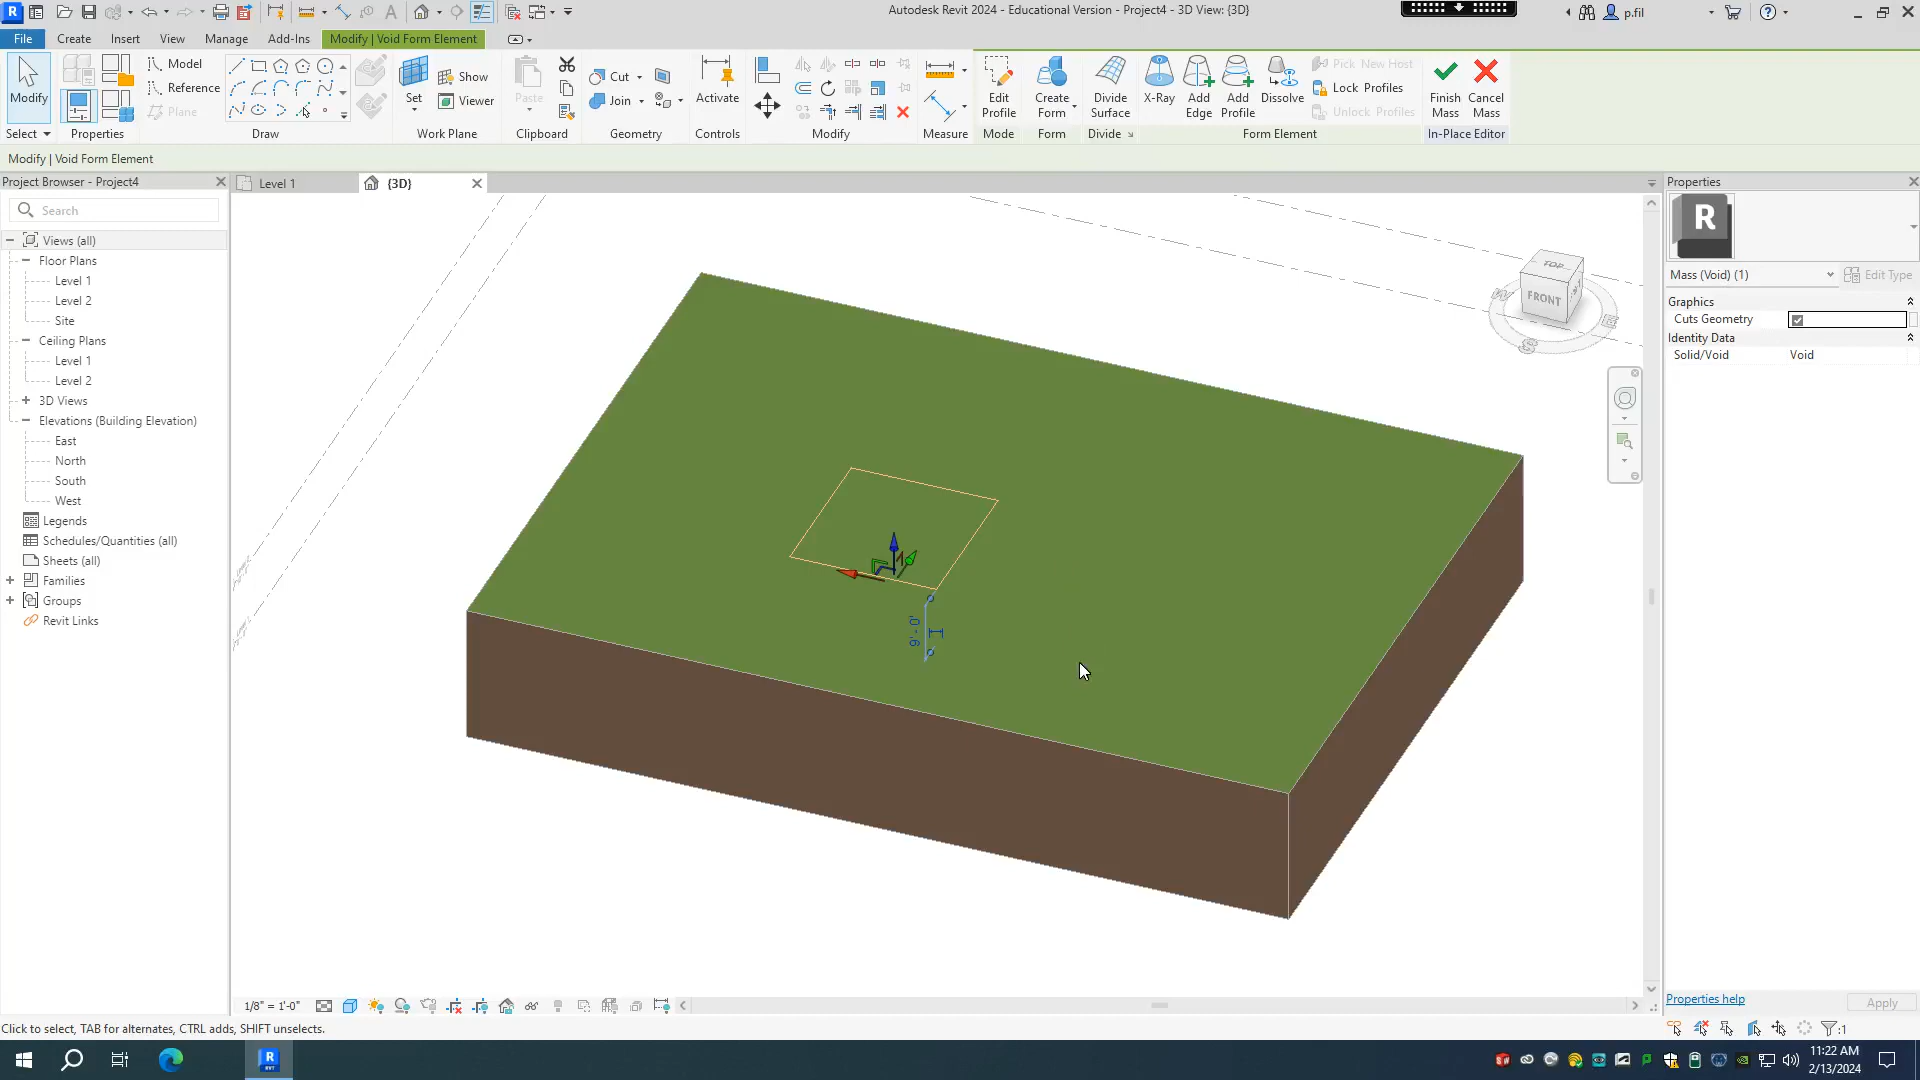 Autodesk Revit 2024 - Educational Version - Project4 - 3D View: {3D}
p.fil
File Create Insert View Manage Add-Ins Modify | Void Form Element
Modify
Model
Reference
Plane
Set
Show
Viewer
Paste
Cut
Join
Activate
Edit Profile
Create Form
Divide Surface
X-Ray
Add Edge
Add Profile
Dissolve
Pick New Host
Lock Profiles
Unlock Profiles
Finish Mass
Cancel Mass
Select Properties Draw Work Plane Clipboard Geometry Controls Modify Measure Mode Form Divide Form Element In-Place Editor
Modify | Void Form Element
Project Browser - Project4
Search
Views (all)
Floor Plans
Level 1
Level 2
Site
Ceiling Plans
Level 1
Level 2
3D Views
Elevations (Building Elevation)
East
North
South
West
Legends
Schedules/Quantities (all)
Sheets (all)
Families
Groups
Revit Links
Level 1
{3D}
TOP
FRONT
W
S
E
9' - 0"
Properties
R
Mass (Void) (1)
Edit Type
Graphics
Cuts Geometry
Identity Data
Solid/Void Void
Properties help
Apply
1/8" = 1'-0"
Click to select, TAB for alternates, CTRL adds, SHIFT unselects.
:1
11:22 AM
2/13/2024